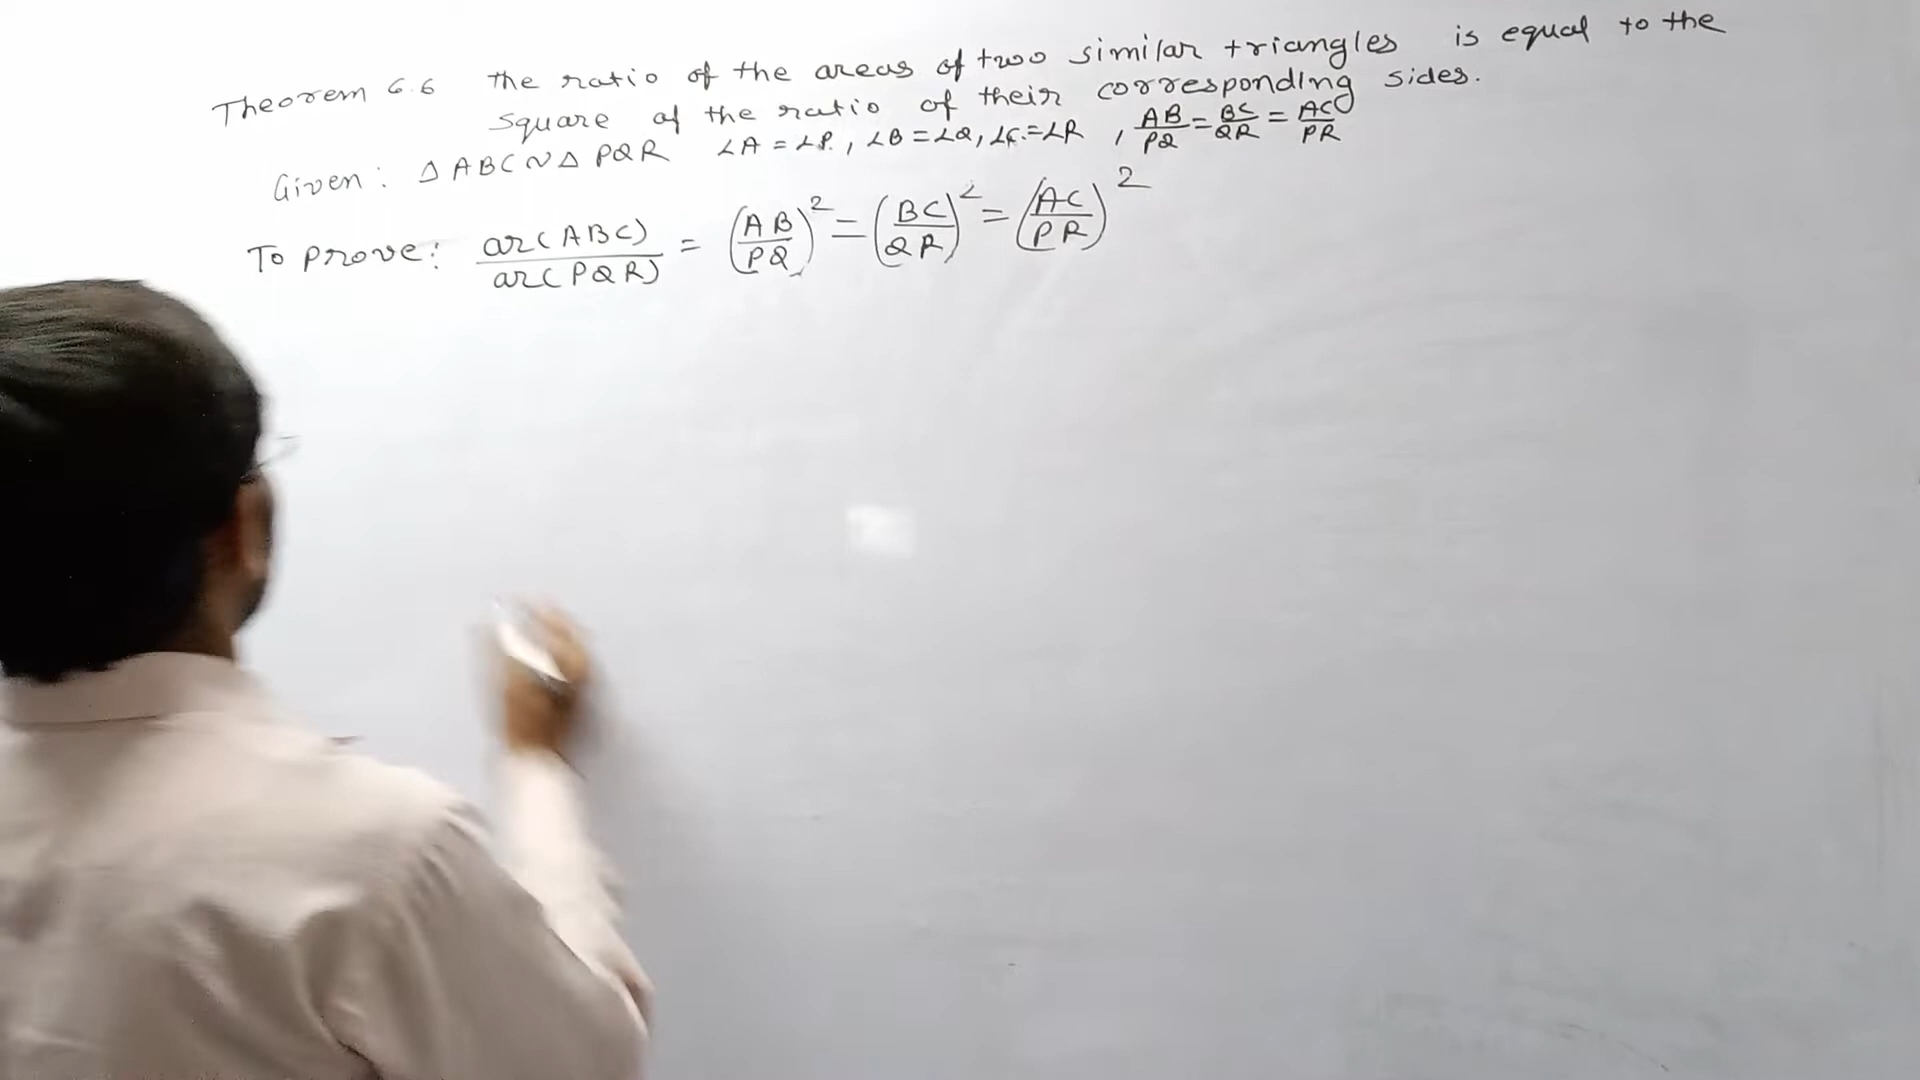 Theorem 6.6 the ratio of the areas of two similar triangles is equal to the
square of the ratio of their corresponding sides.
Given: △ ABC ~ △ PQR ∠A = ∠P, ∠B = ∠Q, ∠C = ∠R, AB/PQ = BC/QR = AC/PR
To prove: ar(ABC)/ar(PQR) = (AB/PQ)² = (BC/QR)² = (AC/PR)²